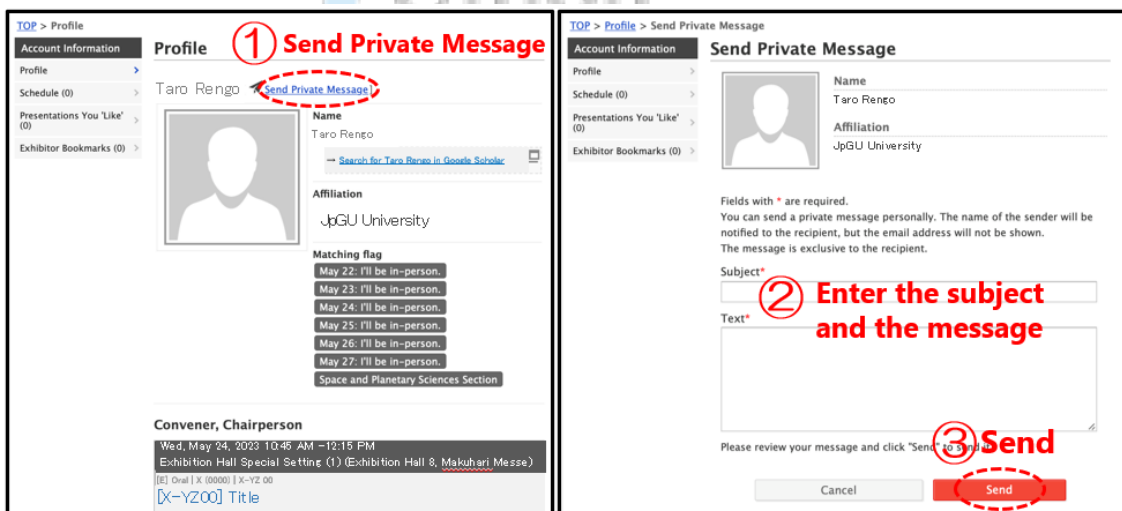 TOP > Profile
Account Information
Profile
Schedule (0)
Presentations You 'Like' (0)
Exhibitor Bookmarks (0)
Profile
① Send Private Message
Taro Rengo
Send Private Message]
Name
Taro Rengo
→ Search for Taro Rengo in Google Scholar
Affiliation
JpGU University
Matching flag
May 22: I'll be in-person.
May 23: I'll be in-person.
May 24: I'll be in-person.
May 25: I'll be in-person.
May 26: I'll be in-person.
May 27: I'll be in-person.
Space and Planetary Sciences Section
Convener, Chairperson
Wed, May 24, 2023 10:45 AM -12:15 PM
Exhibition Hall Special Setting (1) (Exhibition Hall 8, Makuhari Messe)
[E] Oral | X (0000) | X-YZ 00
[X-YZ00] Title
TOP > Profile > Send Private Message
Account Information
Profile
Schedule (0)
Presentations You 'Like' (0)
Exhibitor Bookmarks (0)
Send Private Message
Name
Taro Rengo
Affiliation
JpGU University
Fields with * are required.
You can send a private message personally. The name of the sender will be
notified to the recipient, but the email address will not be shown.
The message is exclusive to the recipient.
Subject*
② Enter the subject
and the message
Text*
Please review your message and click "Send" to
③ Send
Cancel
Send